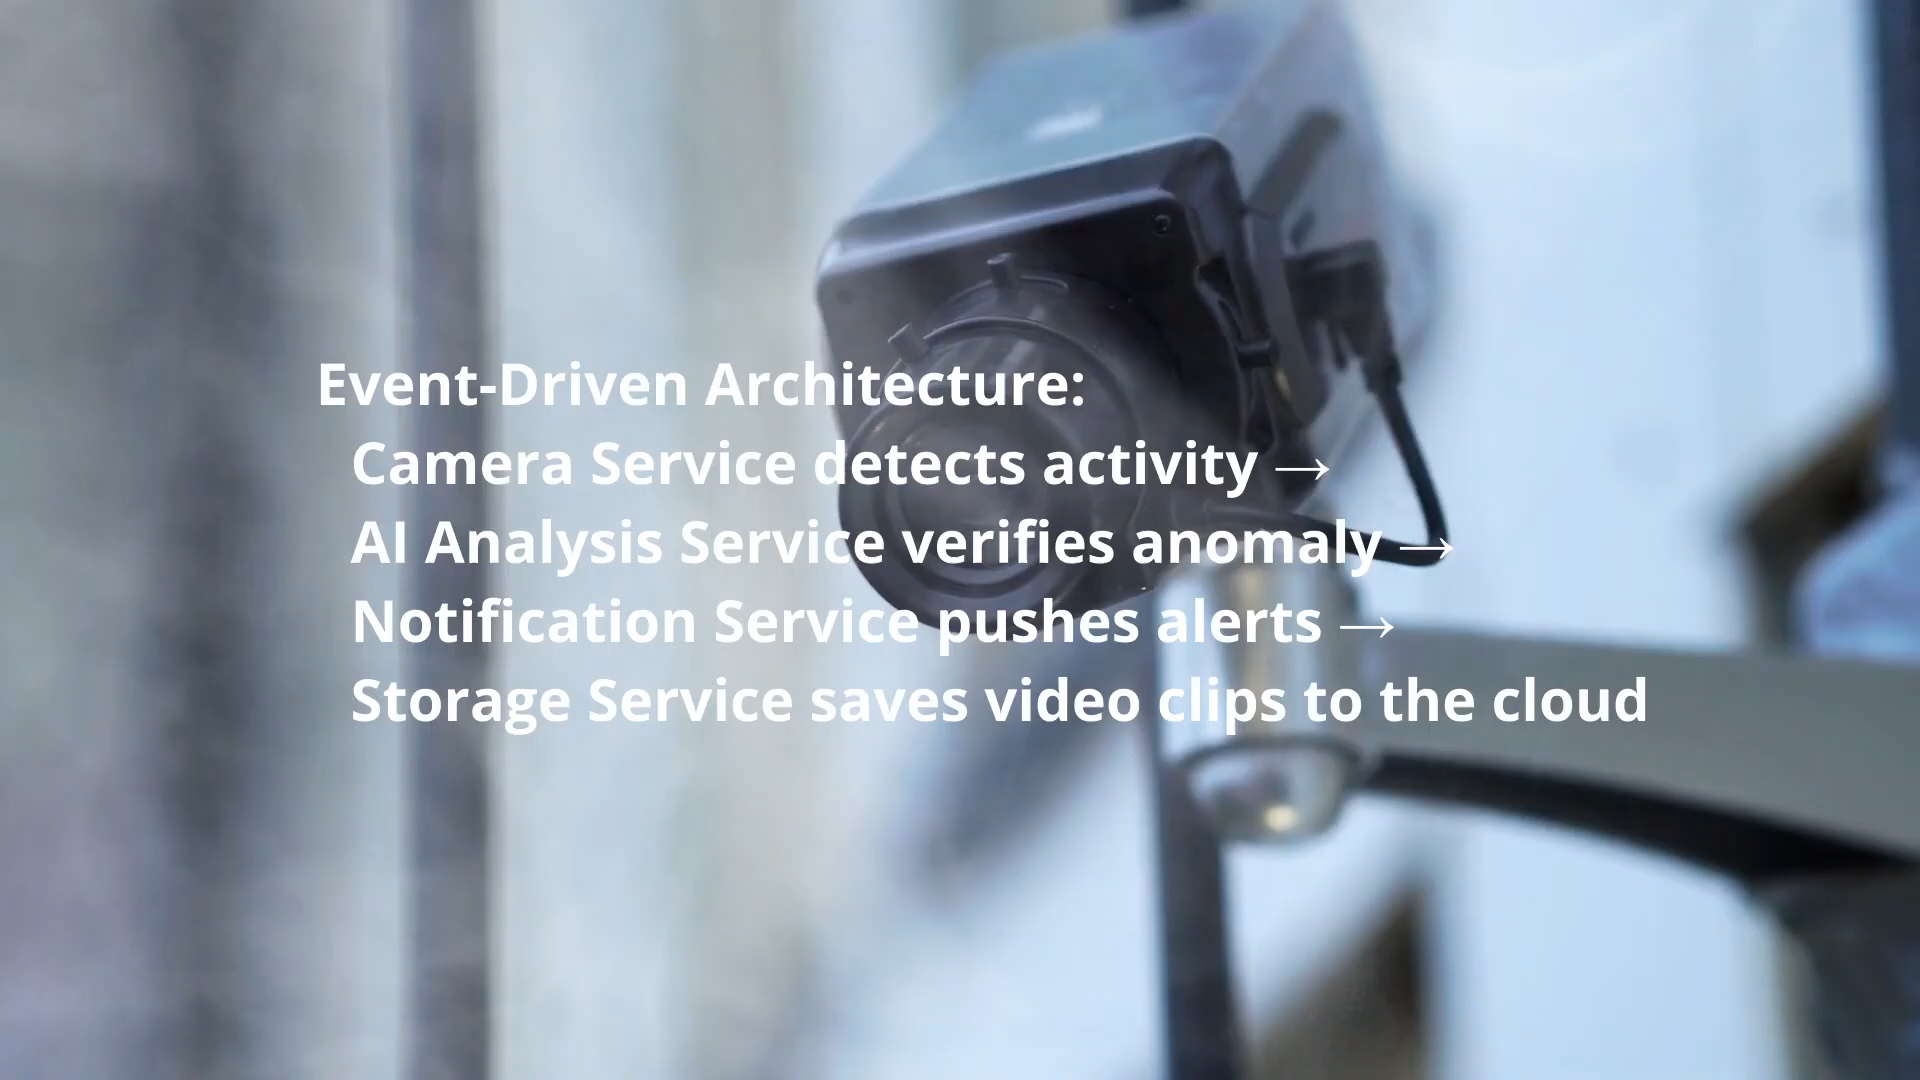 Event-Driven Architecture:
Camera Service detects activity →
AI Analysis Service verifies anomaly →
Notification Service pushes alerts →
Storage Service saves video clips to the cloud